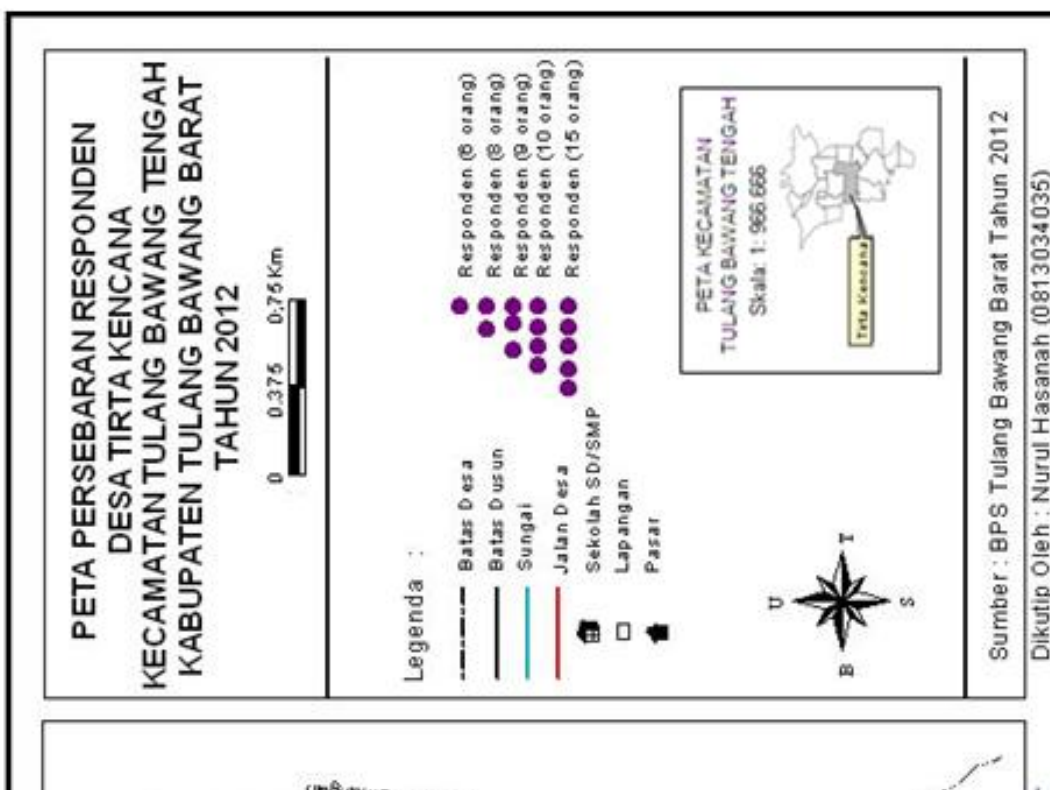 PETA PERSEBARAN RESPONDEN
DESA TIRTA KENCANA
KECAMATAN TULANG BAWANG TENGAH
KABUPATEN TULANG BAWANG BARAT
TAHUN 2012
0 0.375 0.75 Km
Legenda :
Batas Desa
Batas Dusun
Sungai
Jalan Desa
Sekolah SD/SMP
Lapangan
Pasar
Responden (6 orang)
Responden (8 orang)
Responden (9 orang)
Responden (10 orang)
Responden (15 orang)
U
B
T
S
PETA KECAMATAN
TULANG BAWANG TENGAH
Skala: 1: 966.666
Tirta Kencana
Sumber : BPS Tulang Bawang Barat Tahun 2012
Dikutip Oleh : Nurul Hasanah (0813034035)